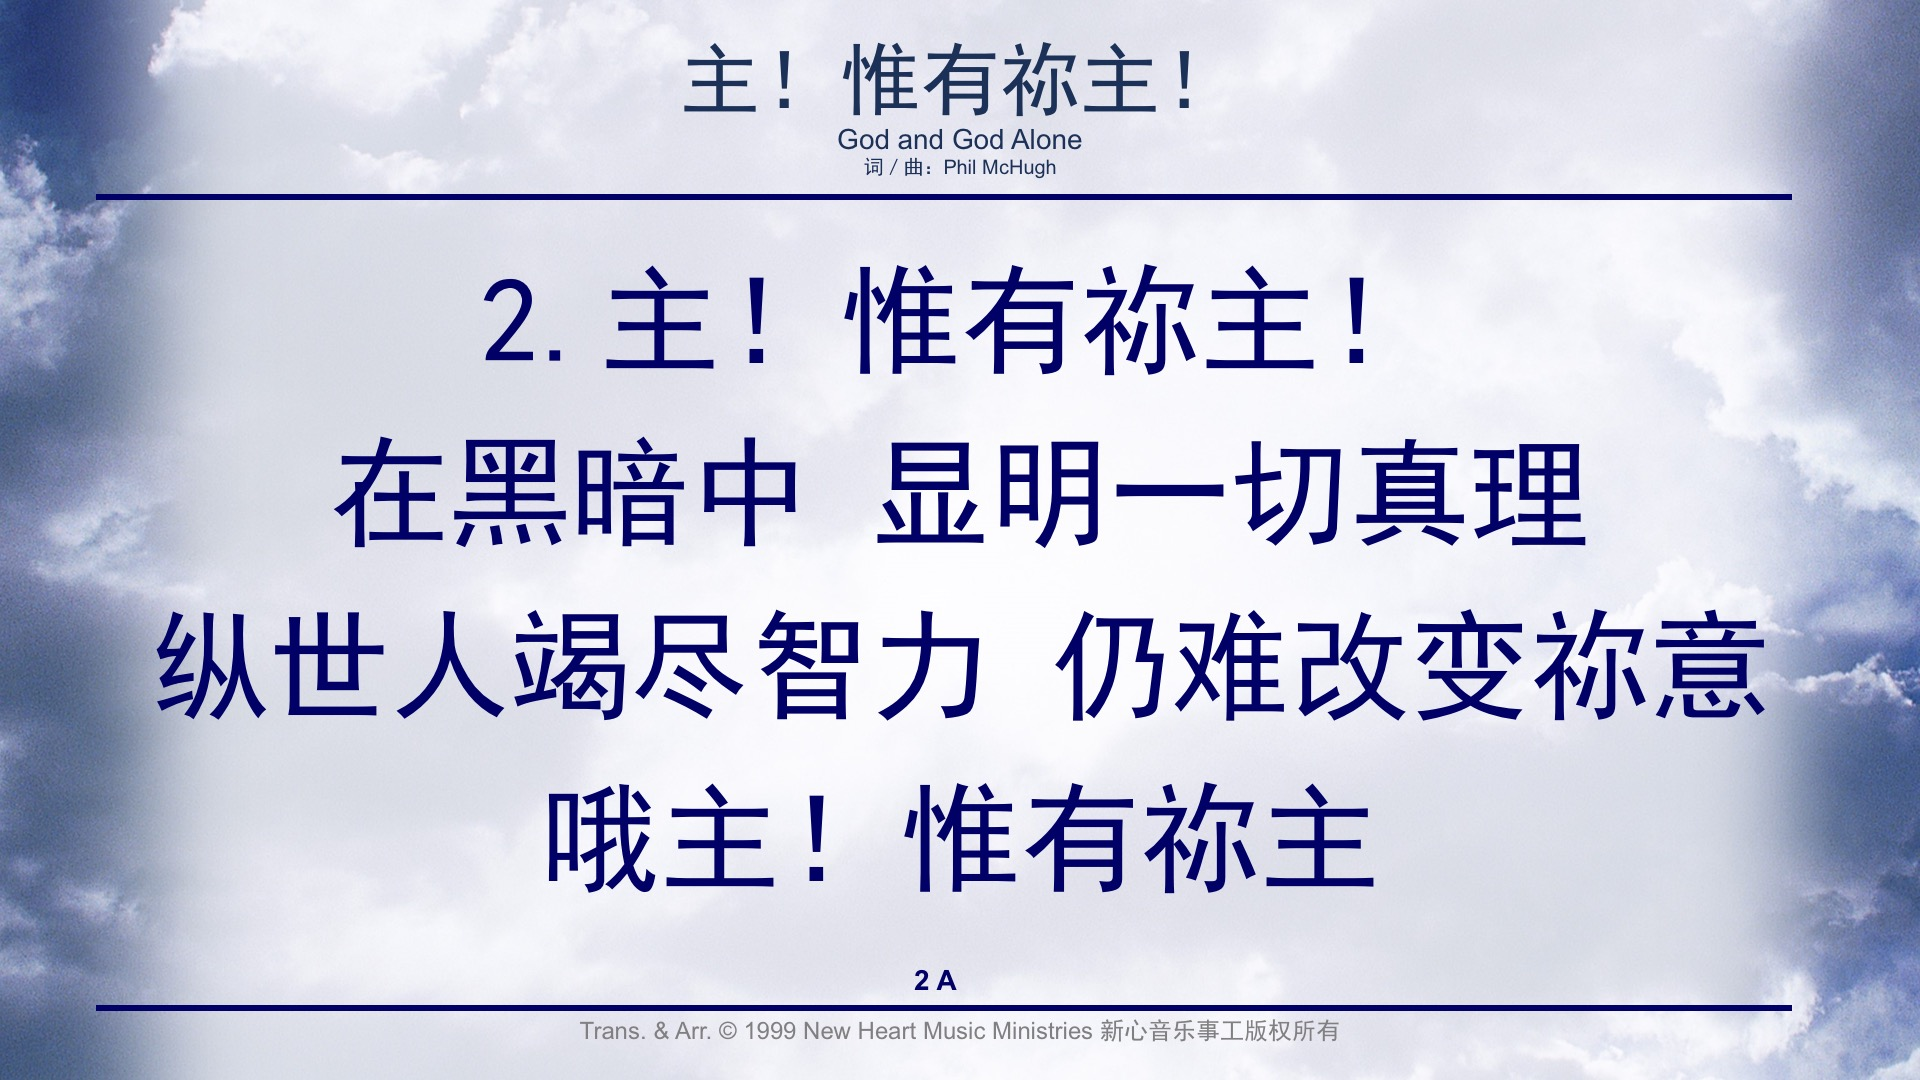 主！惟有祢主！
God and God Alone
词 / 曲：Phil McHugh
2.主！惟有祢主！
在黑暗中 显明一切真理
纵世人竭尽智力 仍难改变祢意
哦主！惟有祢主
2 A
Trans. & Arr. © 1999 New Heart Music Ministries 新心音乐事工版权所有